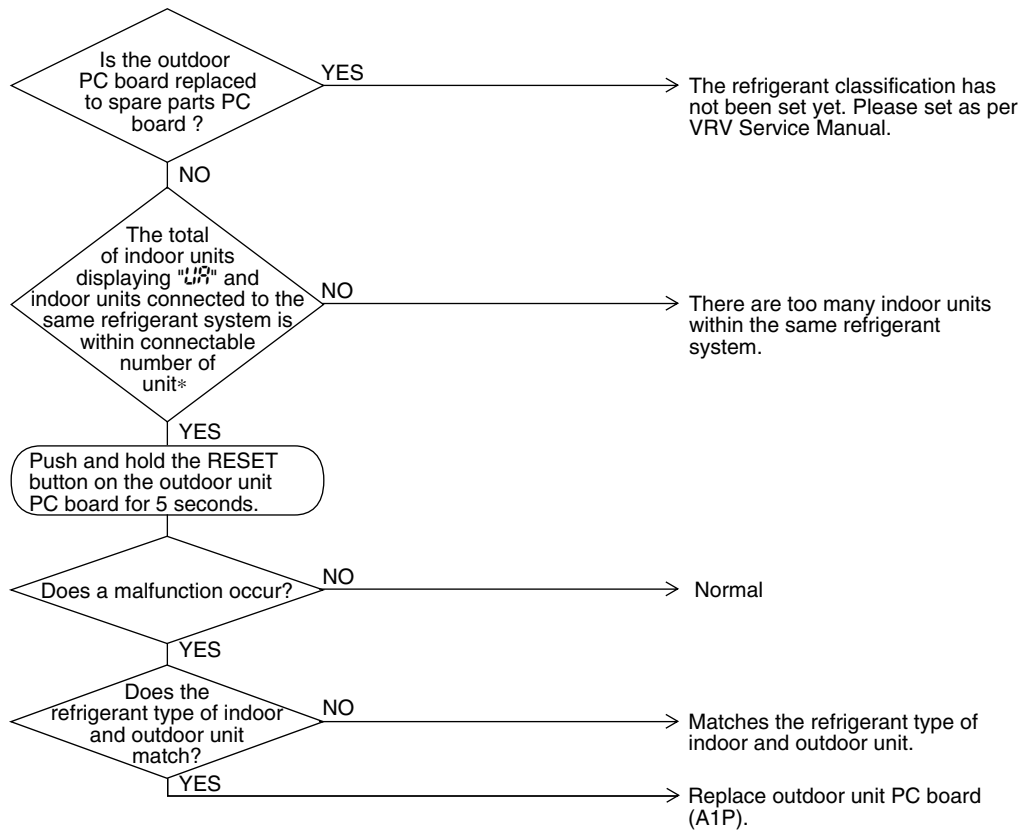 Is the outdoor
PC board replaced
to spare parts PC
board ?
YES
The refrigerant classification has
not been set yet. Please set as per
VRV Service Manual.
NO
The total
of indoor units
displaying "UA" and
indoor units connected to the
same refrigerant system is
within connectable
number of
unit*
NO
There are too many indoor units
within the same refrigerant
system.
YES
Push and hold the RESET
button on the outdoor unit
PC board for 5 seconds.
Does a malfunction occur?
NO
Normal
YES
Does the
refrigerant type of indoor
and outdoor unit
match?
NO
Matches the refrigerant type of
indoor and outdoor unit.
YES
Replace outdoor unit PC board
(A1P).